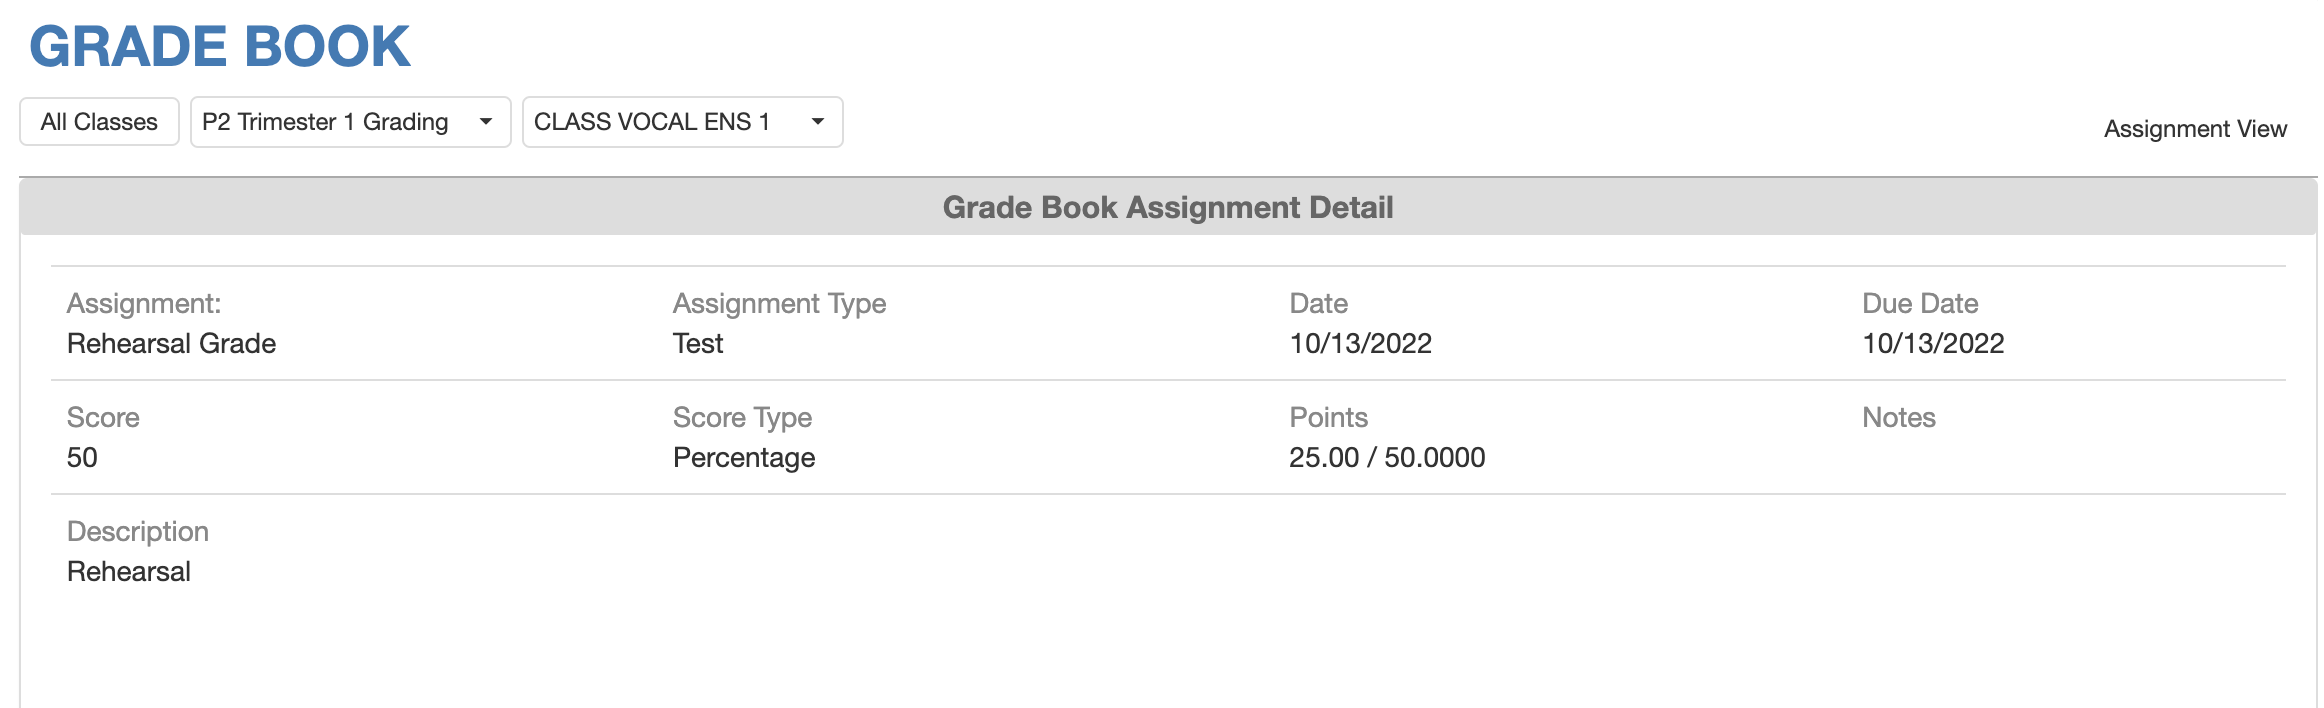 GRADE BOOK
All Classes P2 Trimester 1 Grading CLASS VOCAL ENS 1 Assignment View
Grade Book Assignment Detail
Assignment: Assignment Type Date Due Date
Rehearsal Grade Test 10/13/2022 10/13/2022
Score Score Type Points Notes
50 Percentage 25.00 / 50.0000
Description
Rehearsal